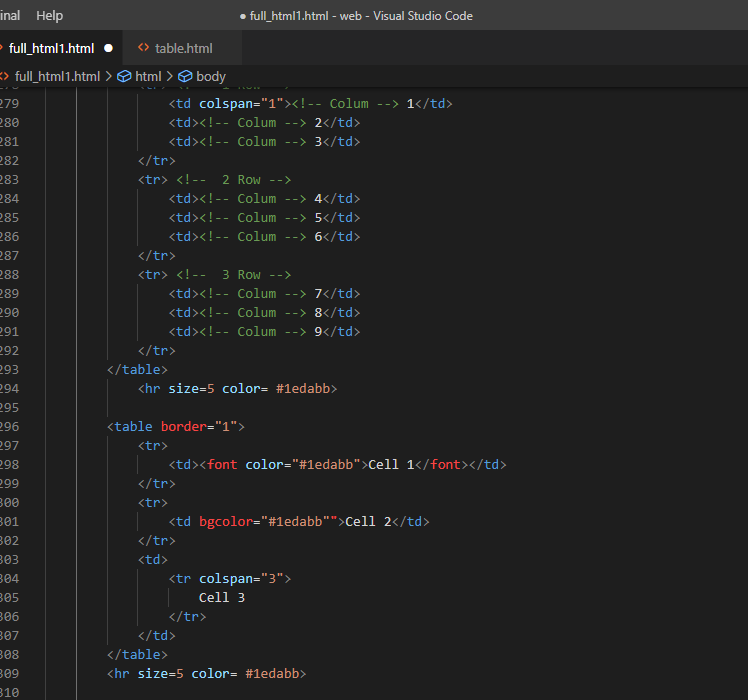 inal Help ● full_html1.html - web - Visual Studio Code
full_html1.html ● <> table.html
<> full_html1.html > html > body
279 <td colspan="1"><!-- Colum --> 1</td>
280 <td><!-- Colum --> 2</td>
281 <td><!-- Colum --> 3</td>
282 </tr>
283 <tr> <!--  2 Row -->
284 <td><!-- Colum --> 4</td>
285 <td><!-- Colum --> 5</td>
286 <td><!-- Colum --> 6</td>
287 </tr>
288 <tr> <!--  3 Row -->
289 <td><!-- Colum --> 7</td>
290 <td><!-- Colum --> 8</td>
291 <td><!-- Colum --> 9</td>
292 </tr>
293 </table>
294 <hr size=5 color= #1edabb>
295
296 <table border="1">
297 <tr>
298 <td><font color="#1edabb">Cell 1</font></td>
299 </tr>
300 <tr>
301 <td bgcolor="#1edabb"">Cell 2</td>
302 </tr>
303 <td>
304 <tr colspan="3">
305 Cell 3
306 </tr>
307 </td>
308 </table>
309 <hr size=5 color= #1edabb>
310